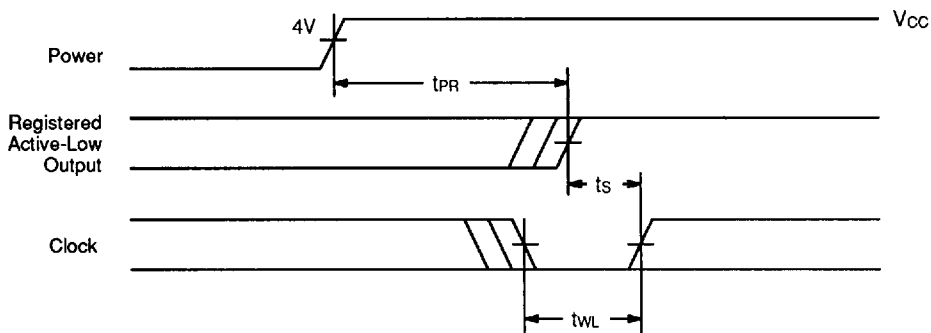 4V
VCC
Power
tPR
Registered
Active-Low
Output
tS
Clock
tWL